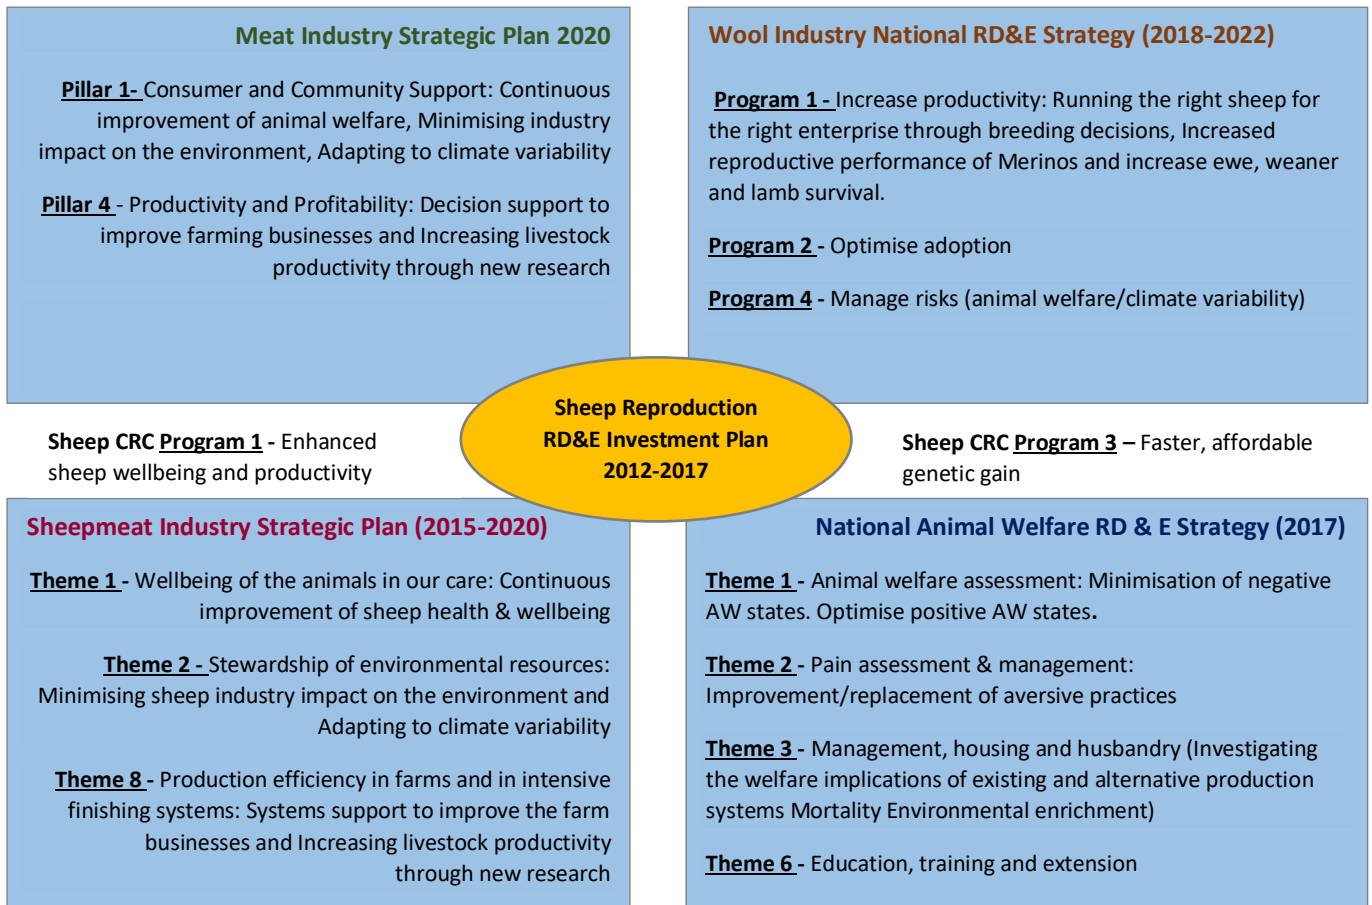 Meat Industry Strategic Plan 2020
Pillar 1- Consumer and Community Support: Continuous
improvement of animal welfare, Minimising industry
impact on the environment, Adapting to climate variability
Pillar 4 - Productivity and Profitability: Decision support to
improve farming businesses and Increasing livestock
productivity through new research
Wool Industry National RD&E Strategy (2018-2022)
Program 1 - Increase productivity: Running the right sheep for
the right enterprise through breeding decisions, Increased
reproductive performance of Merinos and increase ewe, weaner
and lamb survival.
Program 2 - Optimise adoption
Program 4 - Manage risks (animal welfare/climate variability)
Sheep Reproduction
RD&E Investment Plan
2012-2017
Sheep CRC Program 1 - Enhanced
sheep wellbeing and productivity
Sheep CRC Program 3 – Faster, affordable
genetic gain
Sheepmeat Industry Strategic Plan (2015-2020)
Theme 1 - Wellbeing of the animals in our care: Continuous
improvement of sheep health & wellbeing
Theme 2 - Stewardship of environmental resources:
Minimising sheep industry impact on the environment and
Adapting to climate variability
Theme 8 - Production efficiency in farms and in intensive
finishing systems: Systems support to improve the farm
businesses and Increasing livestock productivity
through new research
National Animal Welfare RD & E Strategy (2017)
Theme 1 - Animal welfare assessment: Minimisation of negative
AW states. Optimise positive AW states.
Theme 2 - Pain assessment & management:
Improvement/replacement of aversive practices
Theme 3 - Management, housing and husbandry (Investigating
the welfare implications of existing and alternative production
systems Mortality Environmental enrichment)
Theme 6 - Education, training and extension